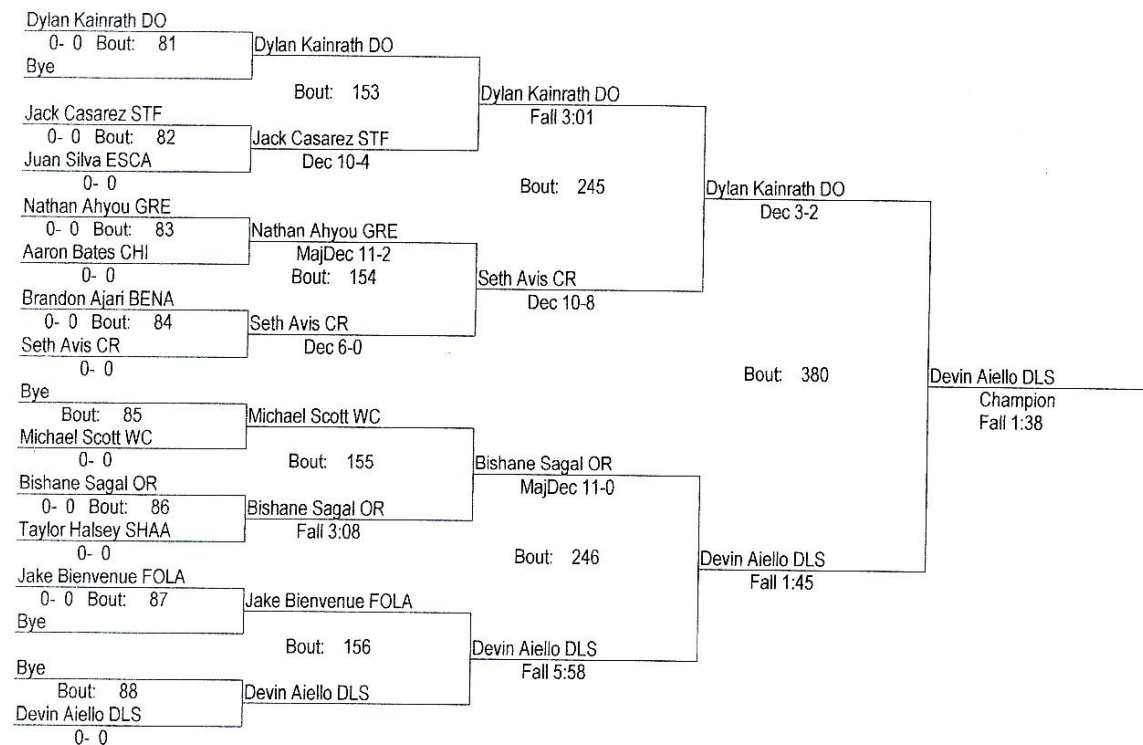 Dylan Kainrath DO
0- 0 Bout: 81
Bye
Jack Casarez STF
0- 0 Bout: 82
Juan Silva ESCA
0- 0
Nathan Ahyou GRE
0- 0 Bout: 83
Aaron Bates CHI
0- 0
Brandon Ajari BENA
0- 0 Bout: 84
Seth Avis CR
0- 0
Bye
Bout: 85
Michael Scott WC
0- 0
Bishane Sagal OR
0- 0 Bout: 86
Taylor Halsey SHAA
0- 0
Jake Bienvenue FOLA
0- 0 Bout: 87
Bye
Bye
Bout: 88
Devin Aiello DLS
0- 0
Dylan Kainrath DO
Bout: 153
Jack Casarez STF
Dec 10-4
Nathan Ahyou GRE
MajDec 11-2
Bout: 154
Seth Avis CR
Dec 6-0
Michael Scott WC
Bout: 155
Bishane Sagal OR
Fall 3:08
Jake Bienvenue FOLA
Bout: 156
Devin Aiello DLS
Dylan Kainrath DO
Fall 3:01
Bout: 245
Seth Avis CR
Dec 10-8
Bishane Sagal OR
MajDec 11-0
Bout: 246
Devin Aiello DLS
Fall 5:58
Dylan Kainrath DO
Dec 3-2
Bout: 380
Devin Aiello DLS
Fall 1:45
Devin Aiello DLS
Champion
Fall 1:38